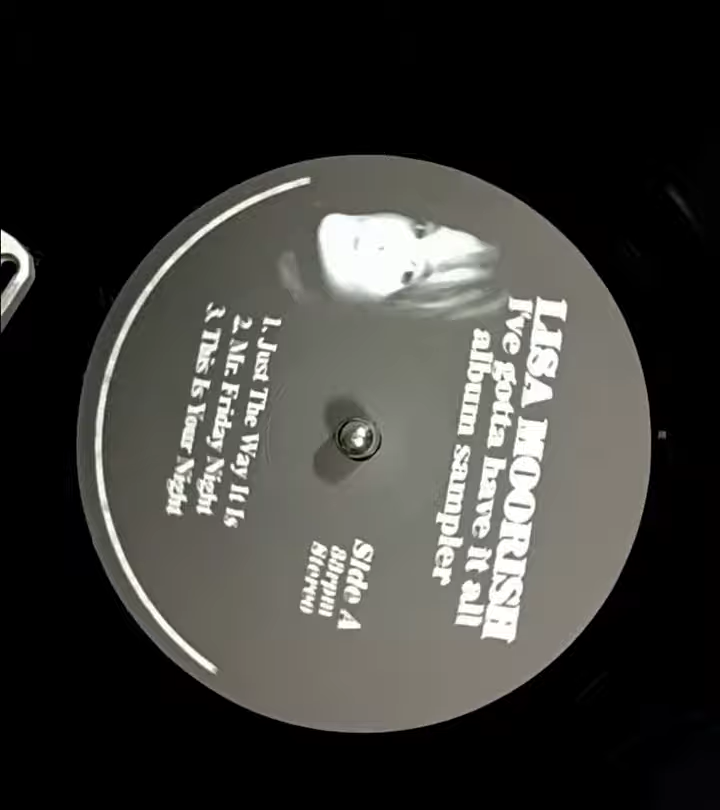 LISA MOORISH
I've gotta have it all
album sampler
Side A
33rpm
Stereo
1. Just The Way It Is
2. Mr. Friday Night
3. This Is Your Night